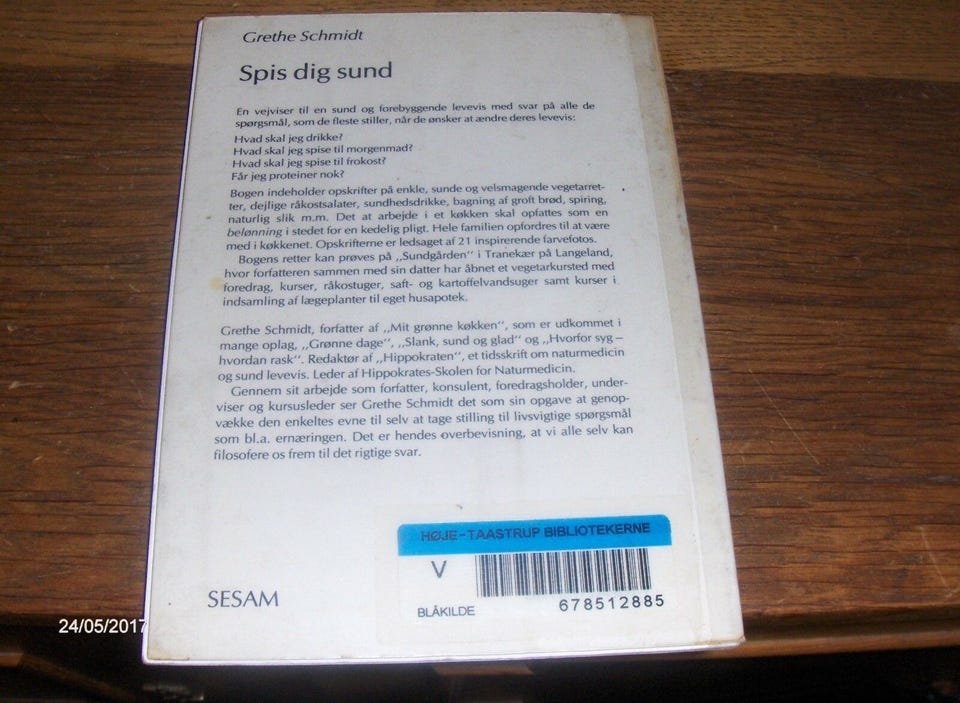 Grethe Schmidt
Spis dig sund
En vejviser til en sund og forebyggende levevis med svar på alle de
spørgsmål, som de fleste stiller, når de ønsker at ændre deres levevis:
Hvad skal jeg drikke?
Hvad skal jeg spise til morgenmad?
Hvad skal jeg spise til frokost?
Får jeg proteiner nok?
Bogen indeholder opskrifter på enkle, sunde og velsmagende vegetarret-
ter, dejlige råkostsalater, sundhedsdrikke, bagning af groft brød, spiring,
naturlig slik m.m. Det at arbejde i et køkken skal opfattes som en
belønning i stedet for en kedelig pligt. Hele familien opfordres til at være
med i køkkenet. Opskrifterne er ledsaget af 21 inspirerende farvefotos.
Bogens retter kan prøves på „Sundgården" i Tranekær på Langeland,
hvor forfatteren sammen med sin datter har åbnet et vegetarkursted med
foredrag, kurser, råkostuger, saft- og kartoffelvandsuger samt kurser i
indsamling af lægeplanter til eget husapotek.
Grethe Schmidt, forfatter af „Mit grønne køkken", som er udkommet i
mange oplag, „Grønne dage", „Slank, sund og glad" og „Hvorfor syg –
hvordan rask". Redaktør af „Hippokraten", et tidsskrift om naturmedicin
og sund levevis. Leder af Hippokrates-Skolen for Naturmedicin.
Gennem sit arbejde som forfatter, konsulent, foredragsholder, under-
viser og kursusleder ser Grethe Schmidt det som sin opgave at genop-
vække den enkeltes evne til selv at tage stilling til livsvigtige spørgsmål
som bl.a. ernæringen. Det er hendes overbevisning, at vi alle selv kan
filosofere os frem til det rigtige svar.
HØJE-TAASTRUP BIBLIOTEKERNE
V
BLÅKILDE
678512885
SESAM
24/05/2017